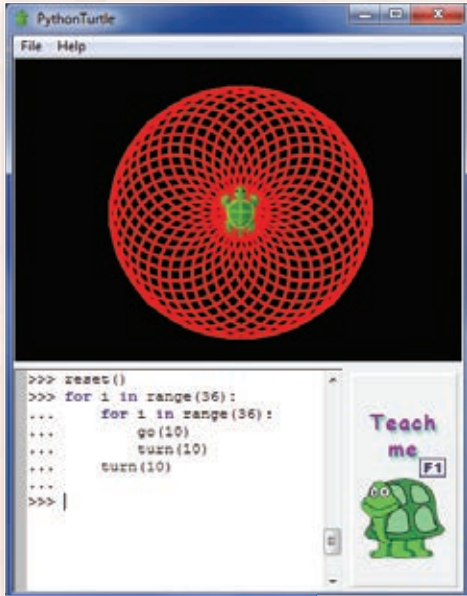 PythonTurtle
File Help
>>> reset()
>>> for i in range(36):
...     for i in range(36):
...         go(10)
...         turn(10)
...     turn(10)
...
>>>
Teach
me
F1